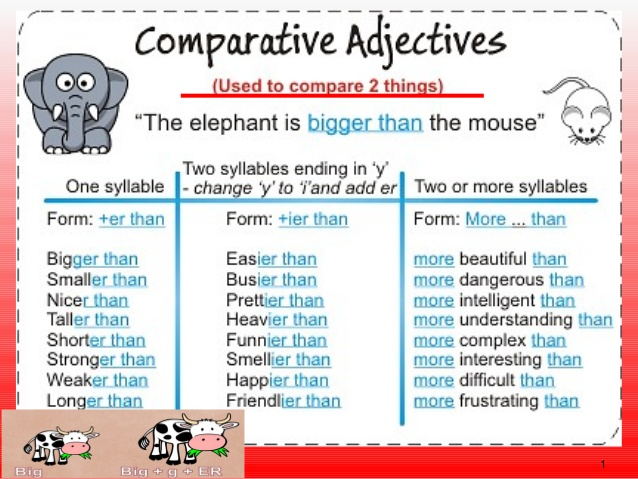 Comparative Adjectives
(Used to compare 2 things)
“The elephant is bigger than the mouse”
One syllable
Two syllables ending in ‘y’
- change ‘y’ to ‘i’and add er
Two or more syllables
Form: +er than
Form: +ier than
Form: More ... than
Bigger than
Smaller than
Nicer than
Taller than
Shorter than
Stronger than
Weaker than
Longer than
Easier than
Busier than
Prettier than
Heavier than
Funnier than
Smellier than
Happier than
Friendlier than
more beautiful than
more dangerous than
more intelligent than
more understanding than
more complex than
more interesting than
more difficult than
more frustrating than
Big
Big + g + ER
1